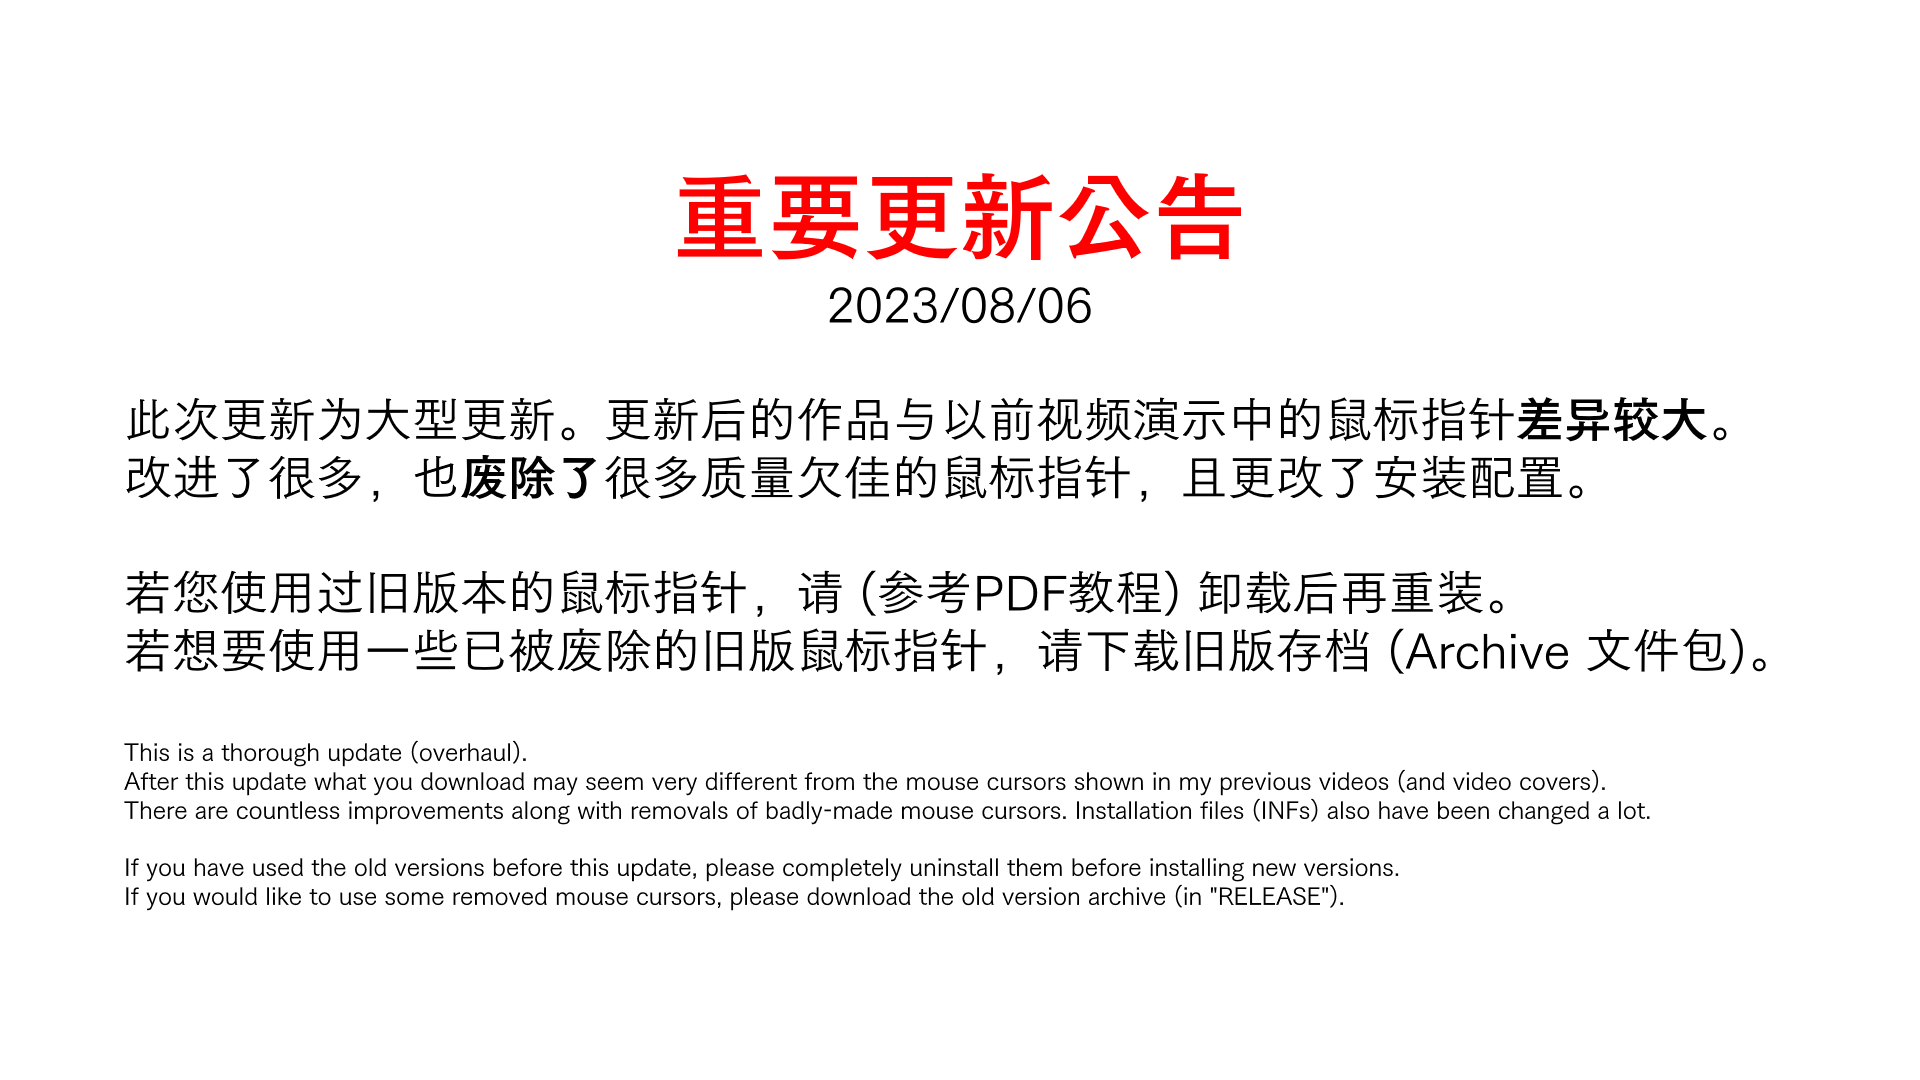 重要更新公告
2023/08/06
此次更新为大型更新。更新后的作品与以前视频演示中的鼠标指针差异较大。
改进了很多，也废除了很多质量欠佳的鼠标指针，且更改了安装配置。
若您使用过旧版本的鼠标指针，请（参考PDF教程）卸载后再重装。
若想要使用一些已被废除的旧版鼠标指针，请下载旧版存档（Archive 文件包）。
This is a thorough update (overhaul).
After this update what you download may seem very different from the mouse cursors shown in my previous videos (and video covers).
There are countless improvements along with removals of badly-made mouse cursors. Installation files (INFs) also have been changed a lot.
If you have used the old versions before this update, please completely uninstall them before installing new versions.
If you would like to use some removed mouse cursors, please download the old version archive (in "RELEASE").